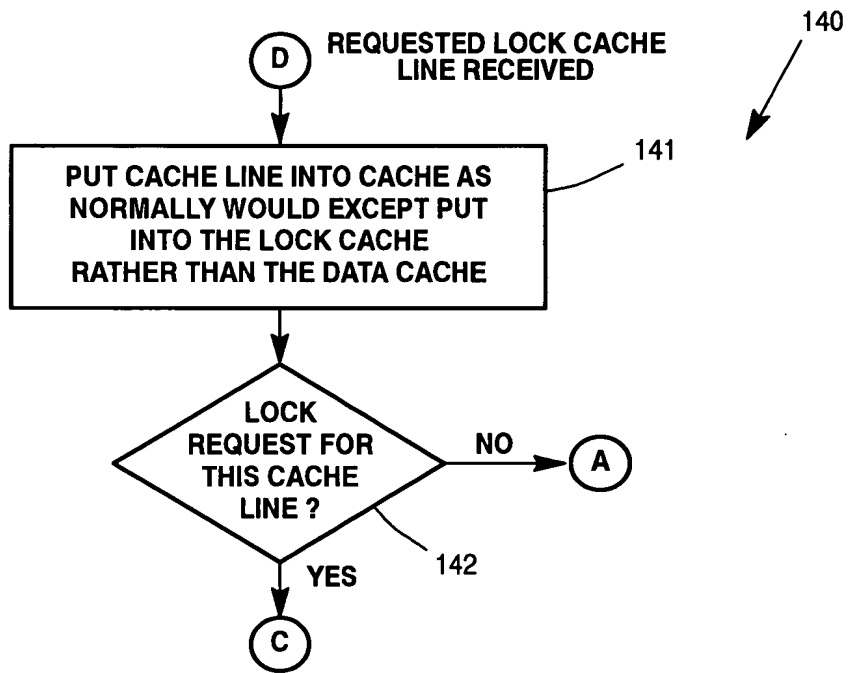 140
D
REQUESTED LOCK CACHE
LINE RECEIVED
141
PUT CACHE LINE INTO CACHE AS
NORMALLY WOULD EXCEPT PUT
INTO THE LOCK CACHE
RATHER THAN THE DATA CACHE
LOCK
REQUEST FOR
THIS CACHE
LINE ?
NO
A
142
YES
C